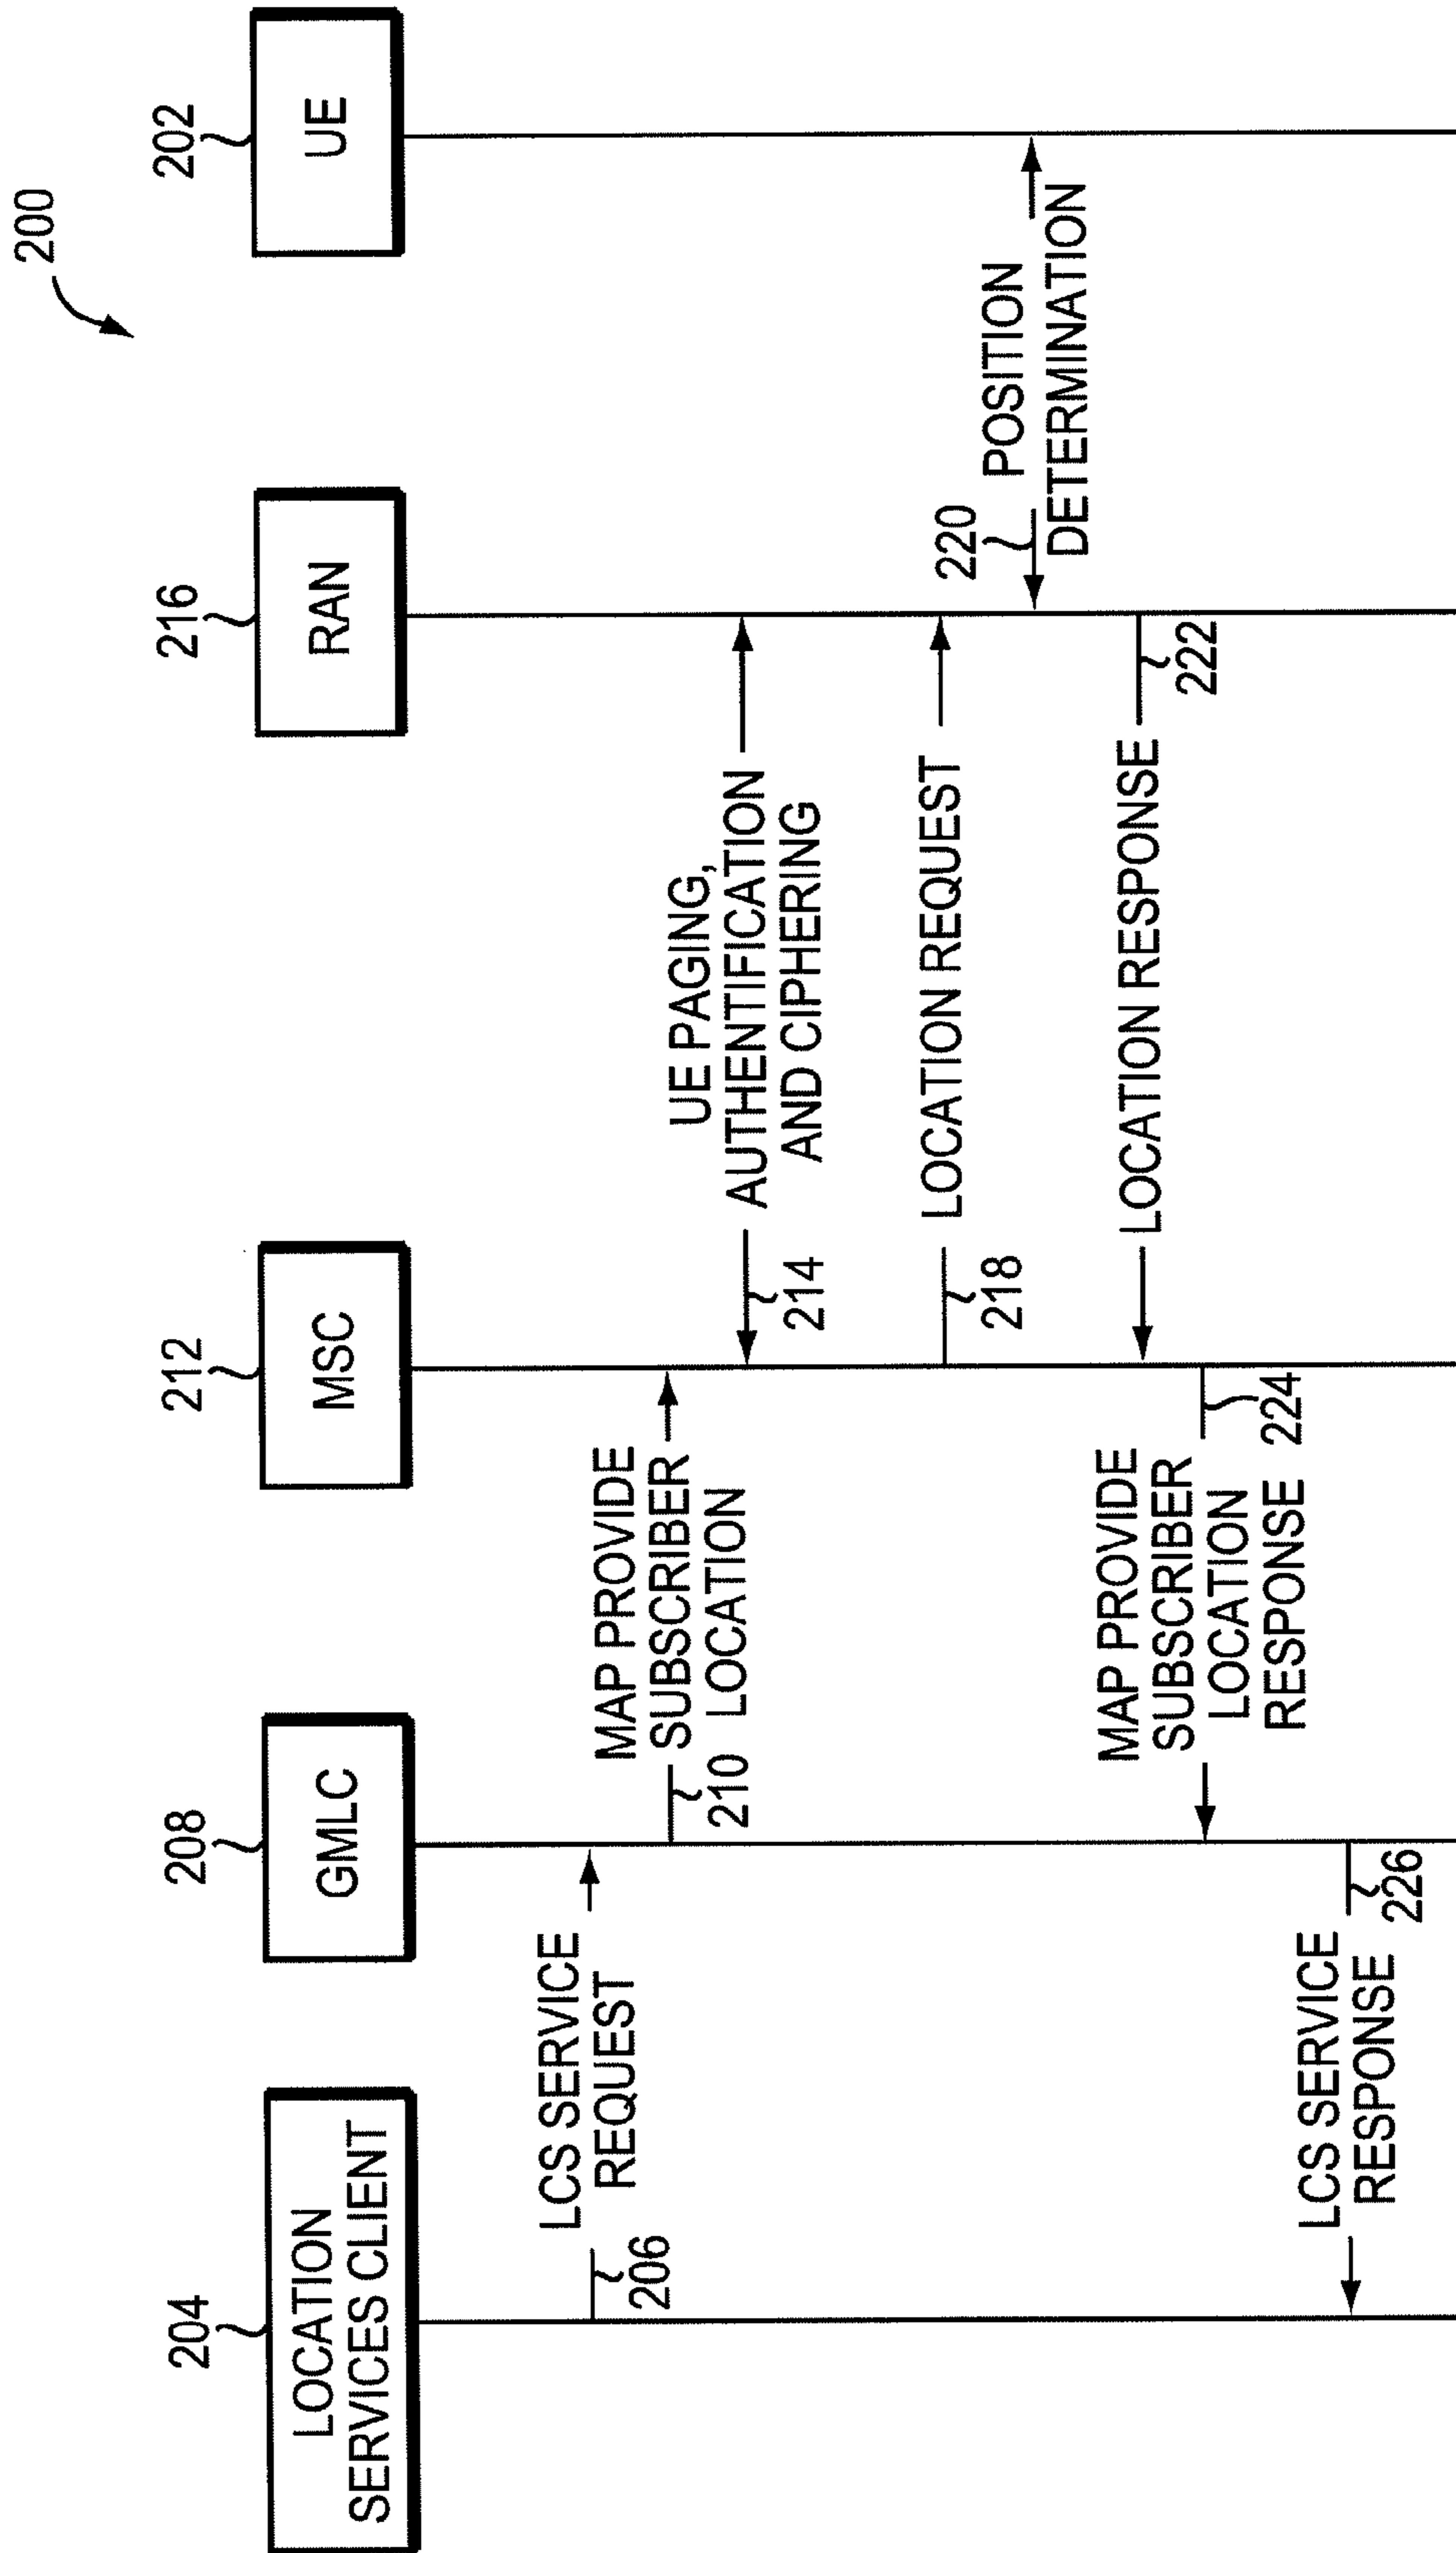 200
204
LOCATION
SERVICES CLIENT
208
GMLC
212
MSC
216
RAN
202
UE
LCS SERVICE
REQUEST
206
MAP PROVIDE
SUBSCRIBER
LOCATION
210
UE PAGING,
AUTHENTIFICATION
AND CIPHERING
214
LOCATION REQUEST
218
POSITION
DETERMINATION
220
LOCATION RESPONSE
222
MAP PROVIDE
SUBSCRIBER
LOCATION
RESPONSE
224
LCS SERVICE
RESPONSE
226